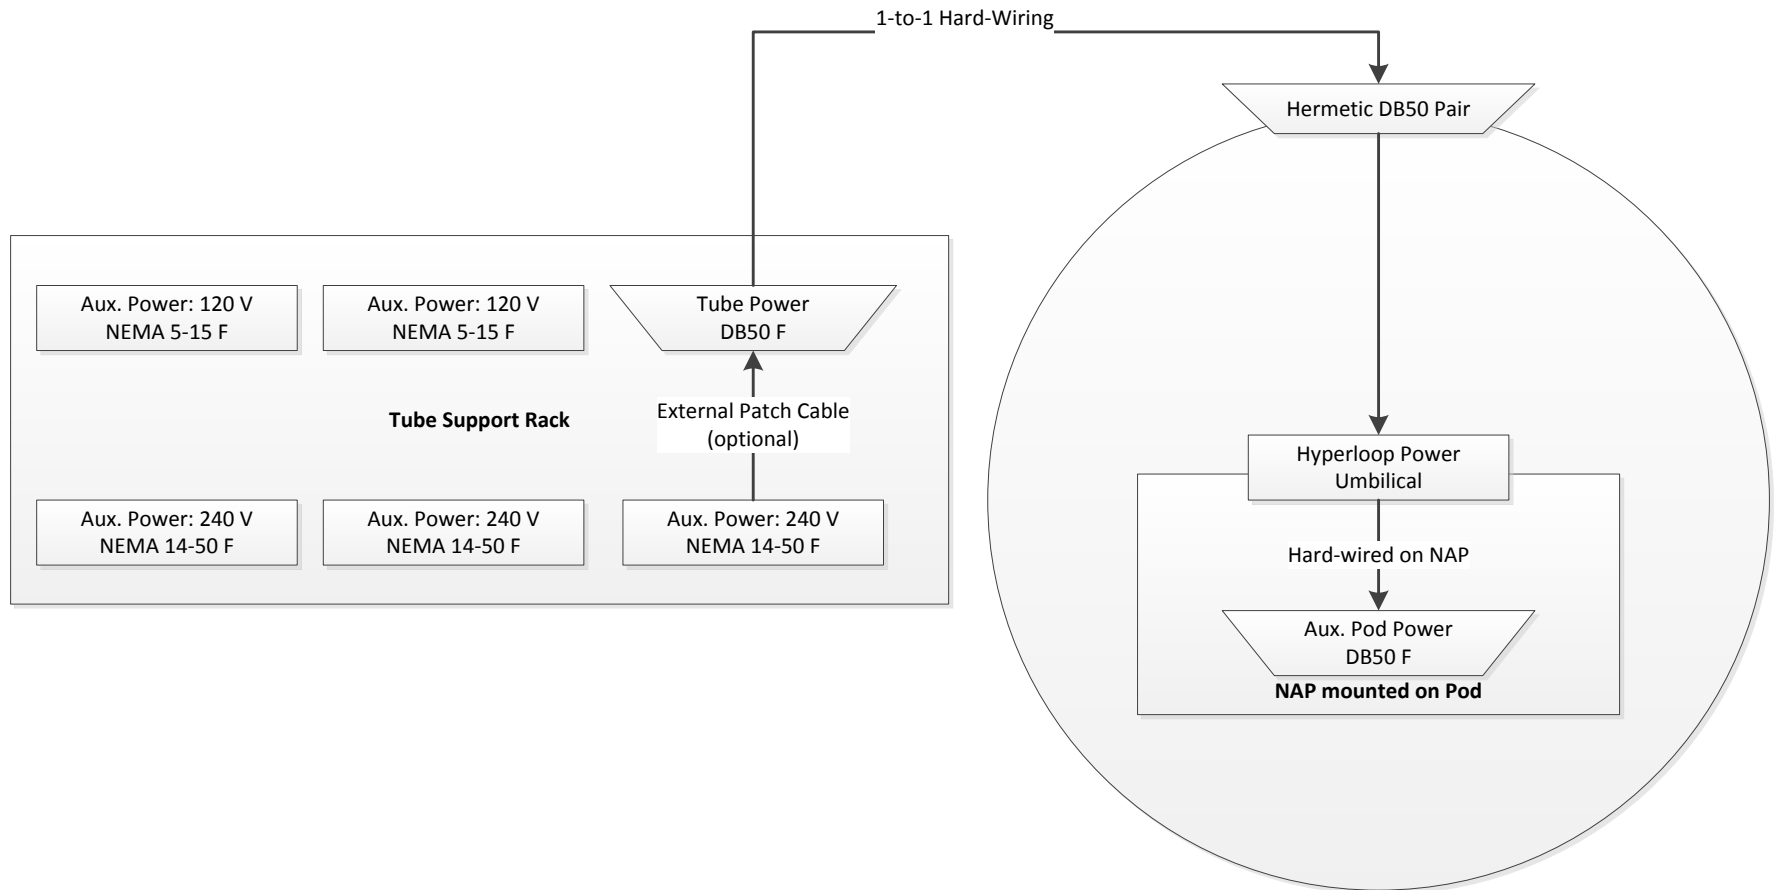 1-to-1 Hard-Wiring
Hermetic DB50 Pair
Aux. Power: 120 V
NEMA 5-15 F
Aux. Power: 120 V
NEMA 5-15 F
Tube Power
DB50 F
Tube Support Rack
External Patch Cable
(optional)
Aux. Power: 240 V
NEMA 14-50 F
Aux. Power: 240 V
NEMA 14-50 F
Aux. Power: 240 V
NEMA 14-50 F
Hyperloop Power
Umbilical
Hard-wired on NAP
Aux. Pod Power
DB50 F
NAP mounted on Pod